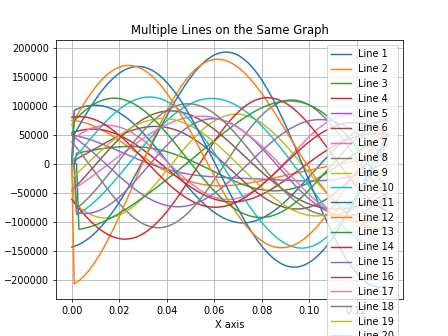 Multiple Lines on the Same Graph
200000
150000
100000
50000
0
−50000
−100000
−150000
−200000
0.00
0.02
0.04
0.06
0.08
0.10
X axis
Line 1
Line 2
Line 3
Line 4
Line 5
Line 6
Line 7
Line 8
Line 9
Line 10
Line 11
Line 12
Line 13
Line 14
Line 15
Line 16
Line 17
Line 18
Line 19
Line 20